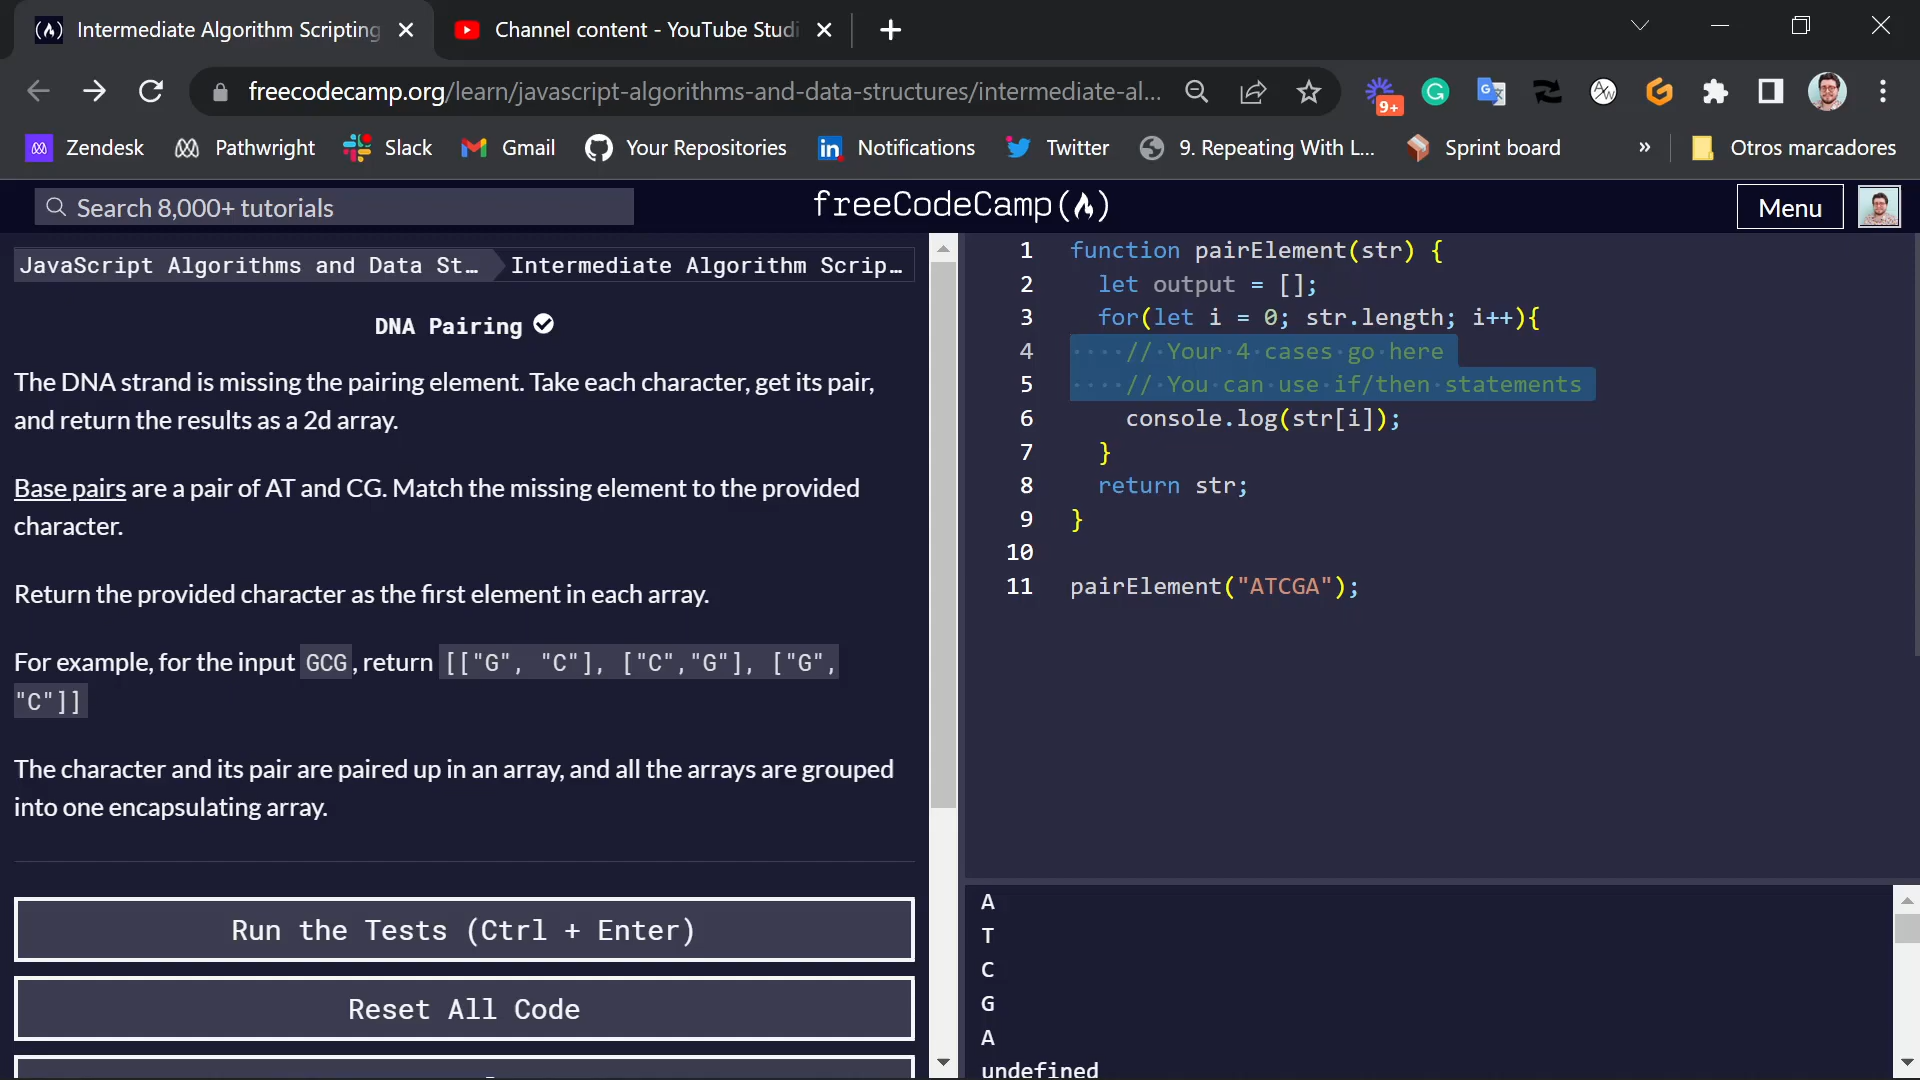 Intermediate Algorithm Scripting
Channel content - YouTube Studi
freecodecamp.org/learn/javascript-algorithms-and-data-structures/intermediate-al...
9+
Zendesk
Pathwright
Slack
Gmail
Your Repositories
Notifications
Twitter
9. Repeating With L...
Sprint board
»
Otros marcadores
Search 8,000+ tutorials
freeCodeCamp
Menu
JavaScript Algorithms and Data St…
Intermediate Algorithm Scrip…
DNA Pairing
The DNA strand is missing the pairing element. Take each character, get its pair,
and return the results as a 2d array.
Base pairs are a pair of AT and CG. Match the missing element to the provided
character.
Return the provided character as the first element in each array.
For example, for the input GCG, return [["G", "C"], ["C","G"], ["G",
"C"]]
The character and its pair are paired up in an array, and all the arrays are grouped
into one encapsulating array.
Run the Tests (Ctrl + Enter)
Reset All Code
1 function pairElement(str) {
2 let output = [];
3 for(let i = 0; str.length; i++){
4 // Your 4 cases go here
5 // You can use if/then statements
6 console.log(str[i]);
7 }
8 return str;
9 }
10
11 pairElement("ATCGA");
A
T
C
G
A
undefined